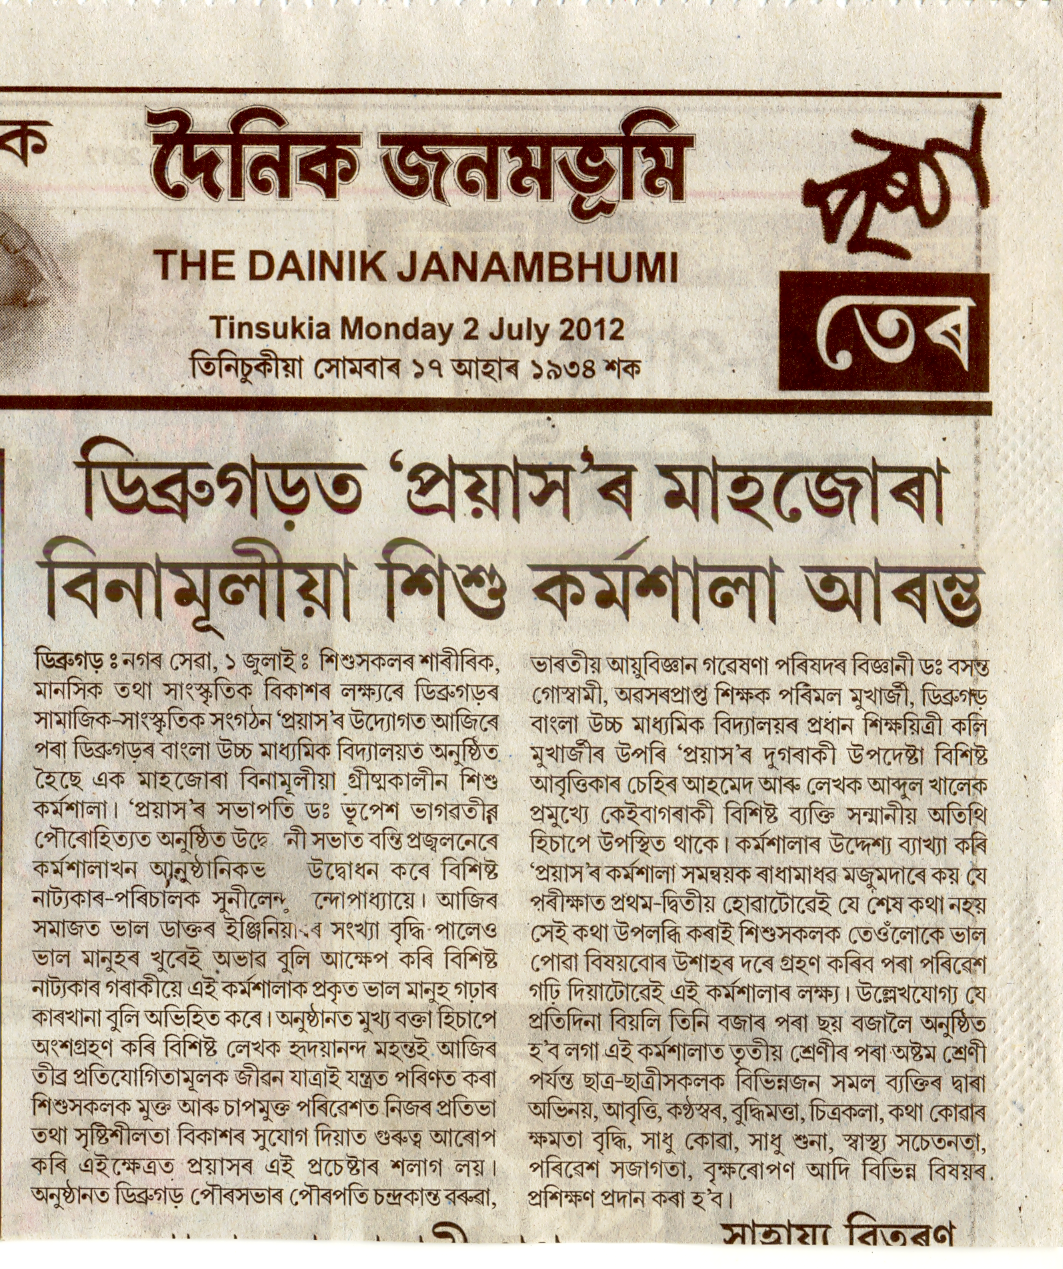 ক
দৈনিক জনমভূমি
THE DAINIK JANAMBHUMI
Tinsukia Monday 2 July 2012
তিনিচুকীয়া সোমবাৰ ১৭ আহাৰ ১৯৩৪ শক
পৃষ্ঠা
তেৰ
ডিব্ৰুগড়ত ‘প্ৰয়াস’ৰ মাহজোৰা
বিনামূলীয়া শিশু কৰ্মশালা আৰম্ভ
ডিব্ৰুগড় ঃ নগৰ সেৱা, ১ জুলাই ঃ শিশুসকলৰ শাৰীৰিক,
মানসিক তথা সাংস্কৃতিক বিকাশৰ লক্ষ্যৰে ডিব্ৰুগড়ৰ
সামাজিক-সাংস্কৃতিক সংগঠন ‘প্ৰয়াস’ৰ উদ্যোগত আজিৰে
পৰা ডিব্ৰুগড়ৰ বাংলা উচ্চ মাধ্যমিক বিদ্যালয়ত অনুষ্ঠিত
হৈছে এক মাহজোৰা বিনামূলীয়া গ্ৰীষ্মকালীন শিশু
কৰ্মশালা। ‘প্ৰয়াস’ৰ সভাপতি ডঃ ভূপেশ ভাগৱতীৰ
পৌৰোহিত্যত অনুষ্ঠিত নী সভাত বন্তি প্ৰজ্বলনেৰে
কৰ্মশালাখন আনুষ্ঠানিকভ উদ্বোধন কৰে বিশিষ্ট
নাট্যকাৰ-পৰিচালক সুনীলেন্দু ন্দোপাধ্যায়ে। আজিৰ
সমাজত ভাল ডাক্তৰ ইঞ্জিনিয়াৰৰ সংখ্যা বৃদ্ধি পালেও
ভাল মানুহৰ খুবেই অভাৱ বুলি আক্ষেপ কৰি বিশিষ্ট
নাট্যকাৰ গৰাকীয়ে এই কৰ্মশালাক প্ৰকৃত ভাল মানুহ গঢ়াৰ
কাৰখানা বুলি অভিহিত কৰে। অনুষ্ঠানত মুখ্য বক্তা হিচাপে
অংশগ্ৰহণ কৰি বিশিষ্ট লেখক হৃদয়ানন্দ মহন্তই আজিৰ
তীব্ৰ প্ৰতিযোগিতামূলক জীৱন যাত্ৰাই যন্ত্ৰত পৰিণত কৰা
শিশুসকলক মুক্ত আৰু চাপমুক্ত পৰিৱেশত নিজৰ প্ৰতিভা
তথা সৃষ্টিশীলতা বিকাশৰ সুযোগ দিয়াত গুৰুত্ব আৰোপ
কৰি এইক্ষেত্ৰত প্ৰয়াসৰ এই প্ৰচেষ্টাৰ শলাগ লয়।
অনুষ্ঠানত ডিব্ৰুগড় পৌৰসভাৰ পৌৰপতি চন্দ্ৰকান্ত বৰুৱা,
ভাৰতীয় আয়ুৰ্বিজ্ঞান গৱেষণা পৰিষদৰ বিজ্ঞানী ডঃ বসন্ত
গোস্বামী, অৱসৰপ্ৰাপ্ত শিক্ষক পৰিমল মুখাৰ্জী, ডিব্ৰুগড়
বাংলা উচ্চ মাধ্যমিক বিদ্যালয়ৰ প্ৰধান শিক্ষয়িত্ৰী কলি
মুখাৰ্জীৰ উপৰি ‘প্ৰয়াস’ৰ দুগৰাকী উপদেষ্টা বিশিষ্ট
আবৃত্তিকাৰ চেহিৰ আহমেদ আৰু লেখক আব্দুল খালেক
প্ৰমুখ্যে কেইবাগৰাকী বিশিষ্ট ব্যক্তি সন্মানীয় অতিথি
হিচাপে উপস্থিত থাকে। কৰ্মশালাৰ উদ্দেশ্য ব্যাখ্যা কৰি
‘প্ৰয়াস’ৰ কৰ্মশালা সমন্বয়ক ৰাধামাধৱ মজুমদাৰে কয় যে
পৰীক্ষাত প্ৰথম-দ্বিতীয় হোৱাটোৱেই যে শেষ কথা নহয়
সেই কথা উপলব্ধি কৰাই শিশুসকলক তেওঁলোকে ভাল
পোৱা বিষয়বোৰ উশাহৰ দৰে গ্ৰহণ কৰিব পৰা পৰিৱেশ
গঢ়ি দিয়াটোৱেই এই কৰ্মশালাৰ লক্ষ্য। উল্লেখযোগ্য যে
প্ৰতিদিনা বিয়লি তিনি বজাৰ পৰা ছয় বজালৈ অনুষ্ঠিত
হ’ব লগা এই কৰ্মশালাত তৃতীয় শ্ৰেণীৰ পৰা অষ্টম শ্ৰেণী
পৰ্যন্ত ছাত্ৰ-ছাত্ৰীসকলক বিভিন্নজন সমল ব্যক্তিৰ দ্বাৰা
অভিনয়, আবৃত্তি, কণ্ঠস্বৰ, বুদ্ধিমত্তা, চিত্ৰকলা, কথা কোৱাৰ
ক্ষমতা বৃদ্ধি, সাধু কোৱা, সাধু শুনা, স্বাস্থ্য সচেতনতা,
পৰিৱেশ সজাগতা, বৃক্ষৰোপণ আদি বিভিন্ন বিষয়ৰ
প্ৰশিক্ষণ প্ৰদান কৰা হ’ব।
সাহায্য বিতৰণ